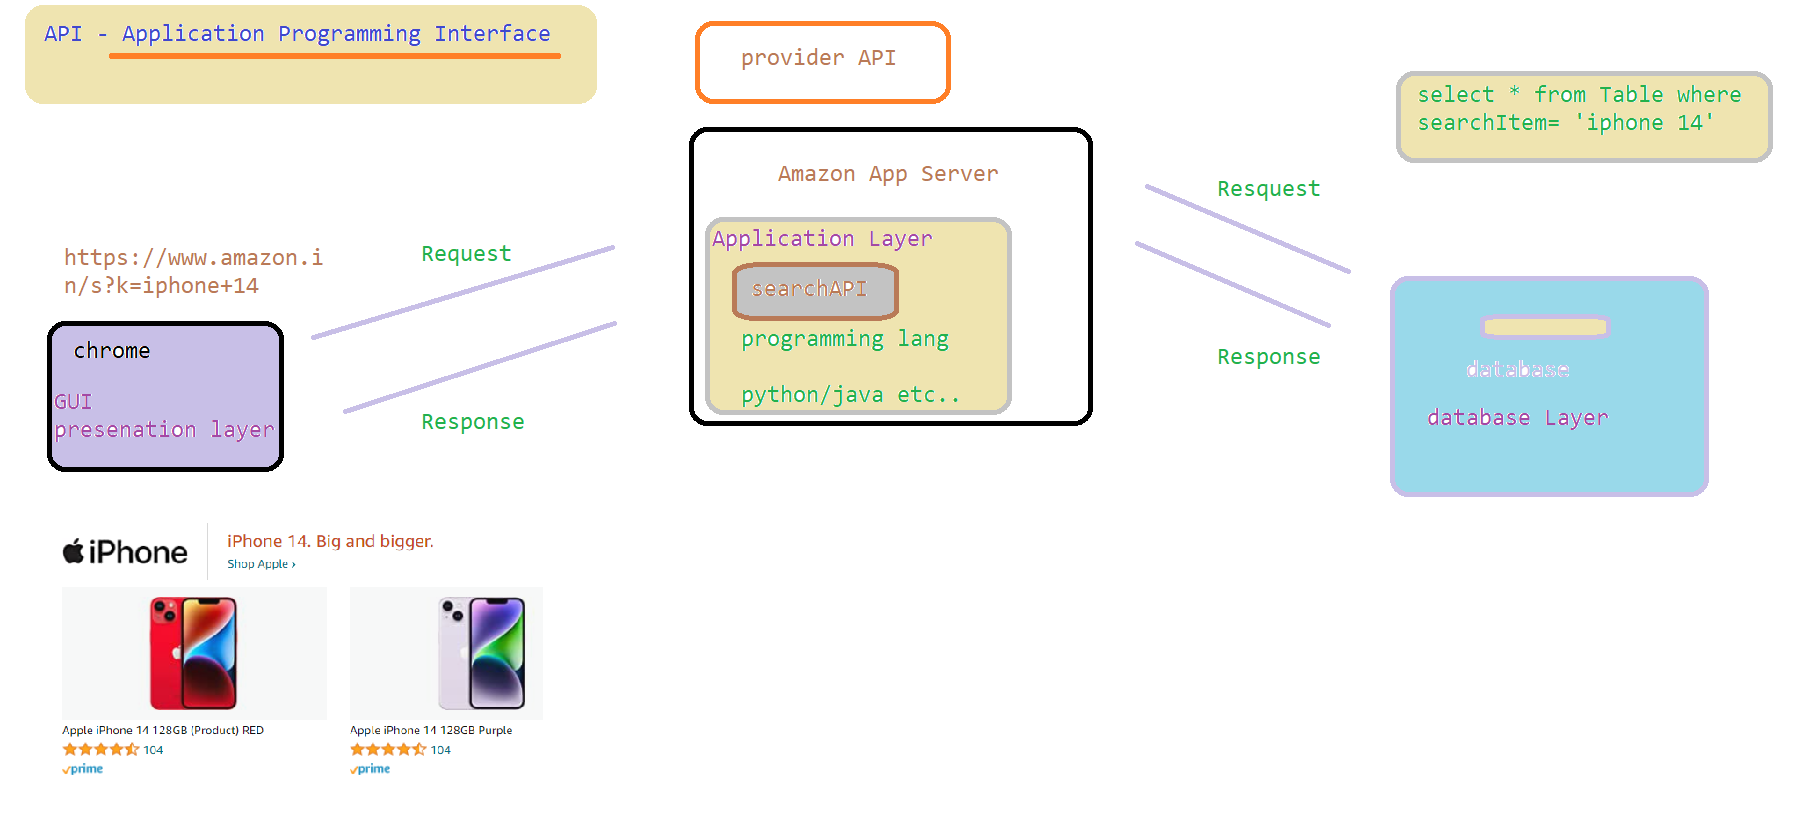 API - Application Programming Interface
provider API
select * from Table where
searchItem= 'iphone 14'
Amazon App Server
Resquest
Application Layer
https://www.amazon.i
n/s?k=iphone+14
Request
searchAPI
programming lang
python/java etc..
chrome
GUI
presenation layer
Response
Response
database
database Layer
iPhone
iPhone 14. Big and bigger.
Shop Apple ›
Apple iPhone 14 128GB (Product) RED
104
prime
Apple iPhone 14 128GB Purple
104
prime